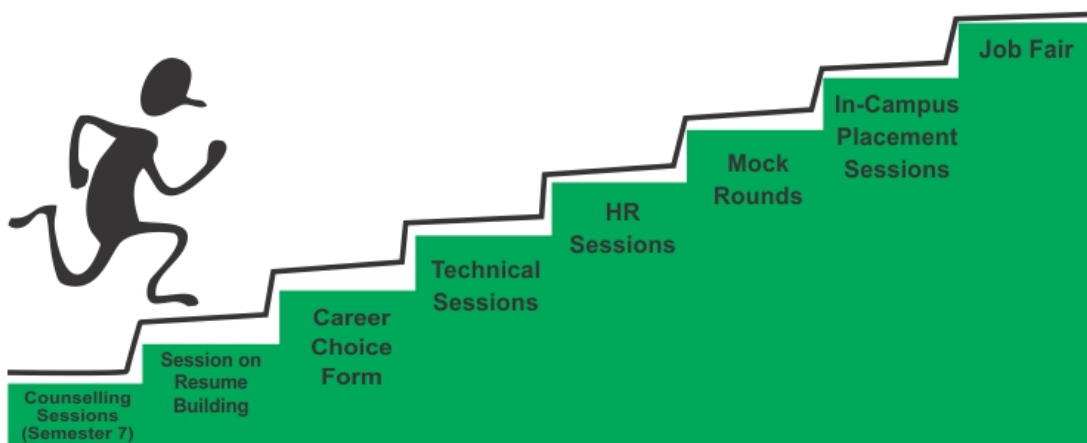 Counselling
Sessions
(Semester 7)
Session on
Resume
Building
Career
Choice
Form
Technical
Sessions
HR
Sessions
Mock
Rounds
In-Campus
Placement
Sessions
Job Fair